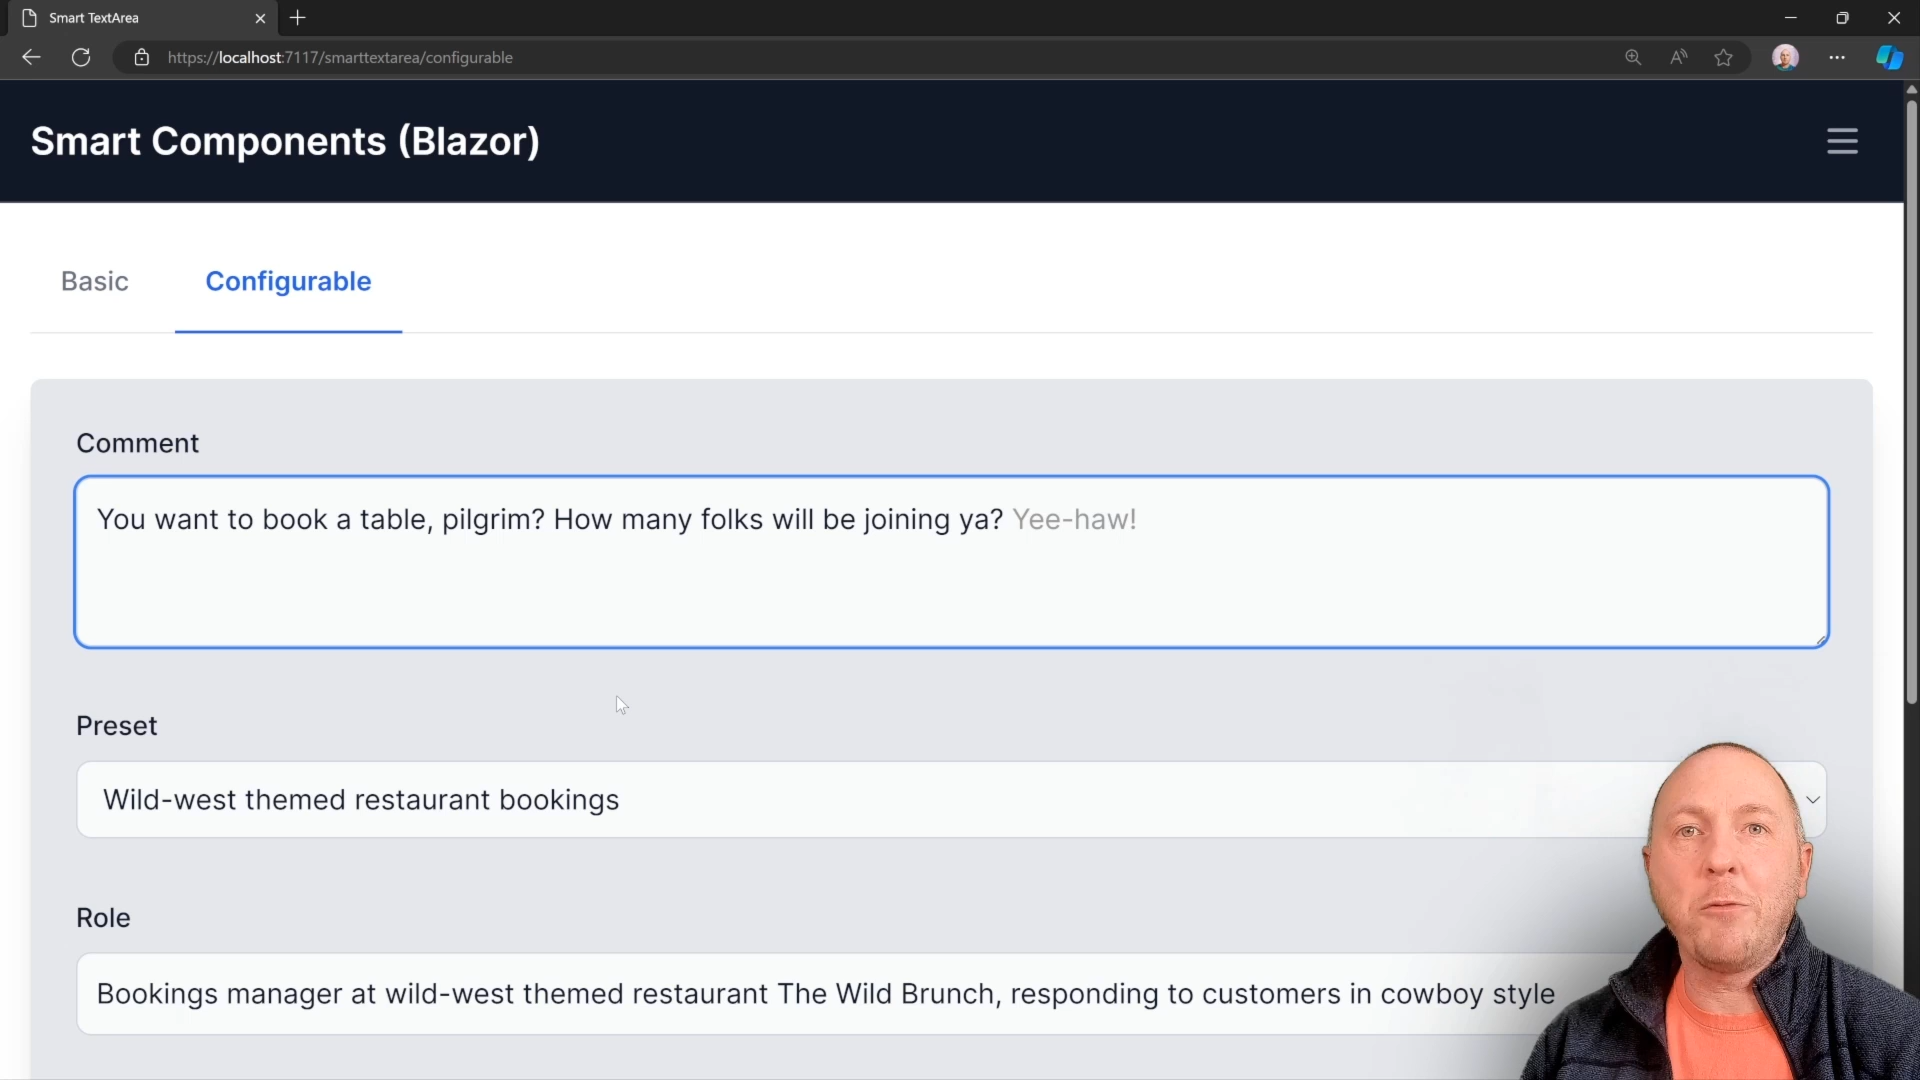 Smart TextArea
https://localhost:7117/smarttextarea/configurable
Smart Components (Blazor)
Basic
Configurable
Comment
You want to book a table, pilgrim? How many folks will be joining ya? Yee-haw!
Preset
Wild-west themed restaurant bookings
Role
Bookings manager at wild-west themed restaurant The Wild Brunch, responding to customers in cowboy style